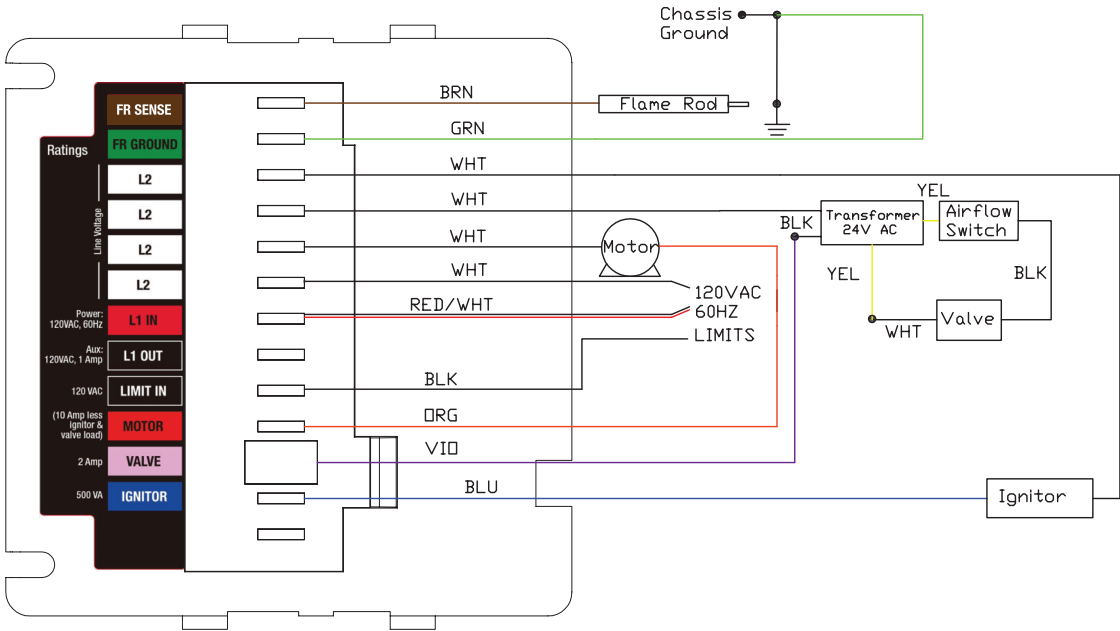 Chassis
Ground
FR SENSE
BRN
Flame Rod
Ratings
FR GROUND
GRN
L2
WHT
Line Voltage
L2
WHT
YEL
Transformer
24V AC
Airflow
Switch
BLK
L2
WHT
Motor
YEL
BLK
L2
WHT
120VAC
60HZ
Power:
120VAC, 60Hz
L1 IN
RED/WHT
WHT
Valve
LIMITS
Aux:
120VAC, 1 Amp
L1 OUT
120 VAC
LIMIT IN
BLK
(10 Amp less
ignitor &
valve load)
MOTOR
ORG
2 Amp
VALVE
VIO
500 VA
IGNITOR
BLU
Ignitor